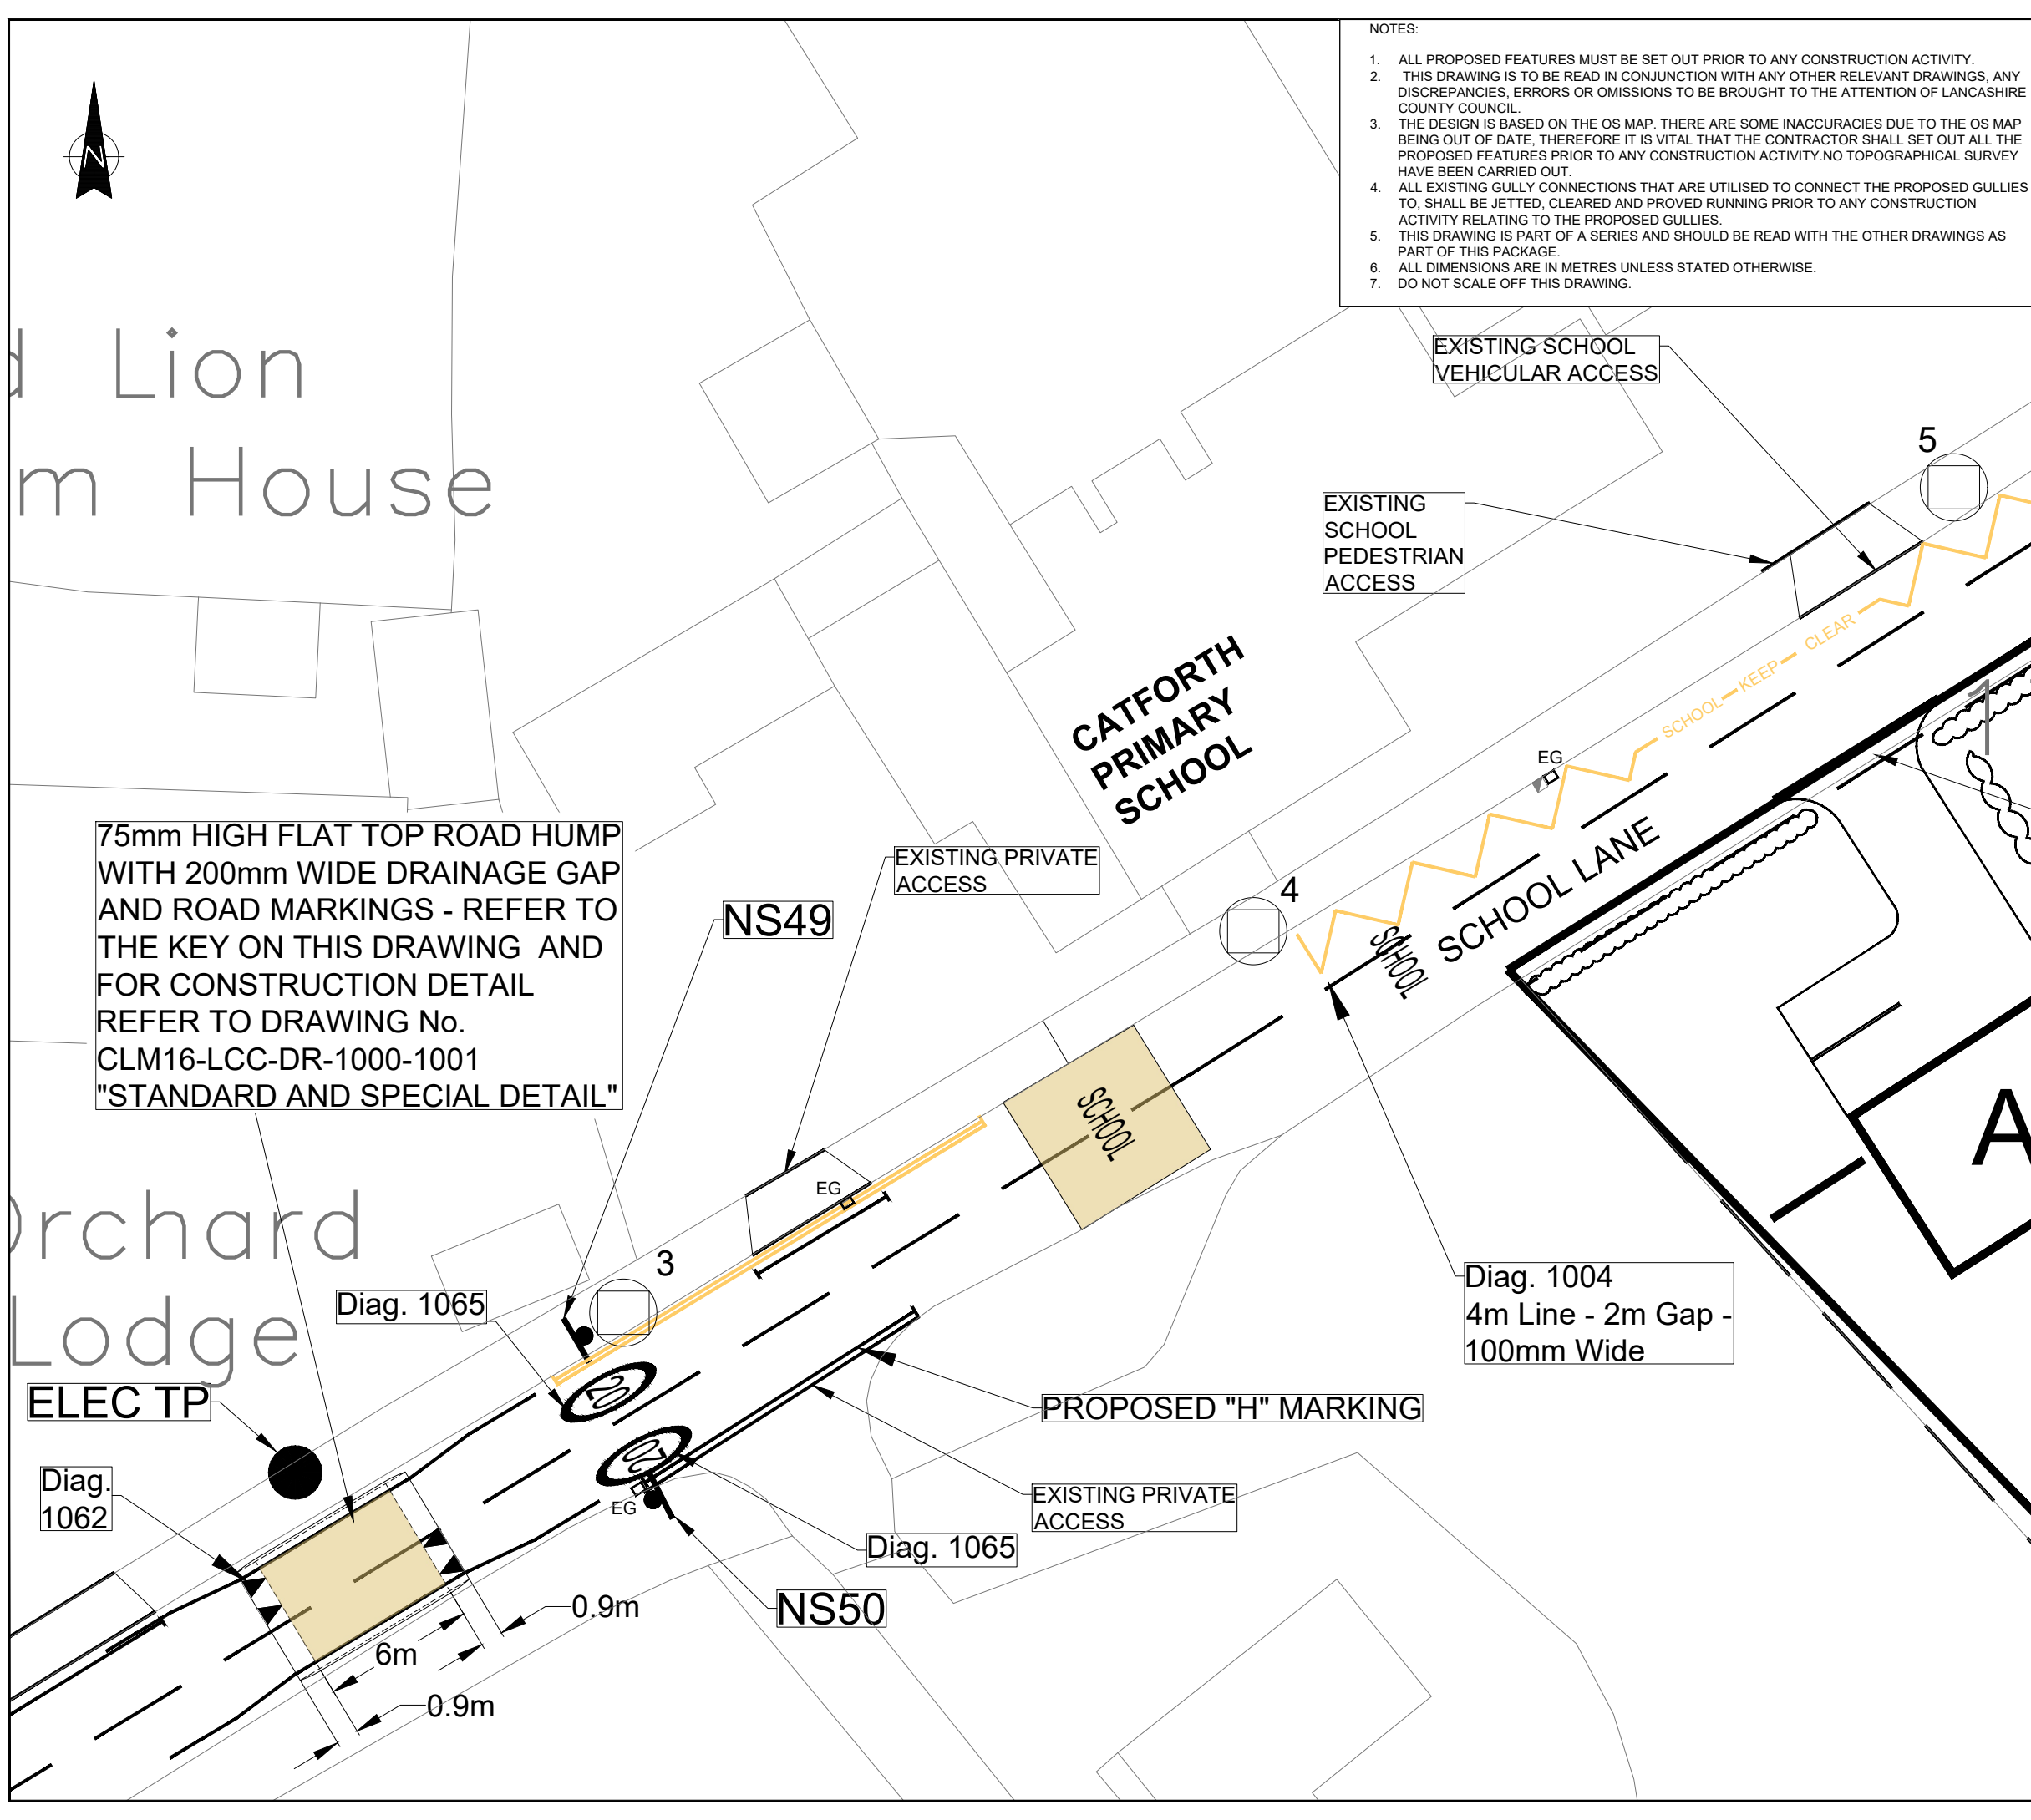 NOTES:
1. ALL PROPOSED FEATURES MUST BE SET OUT PRIOR TO ANY CONSTRUCTION ACTIVITY.
2. THIS DRAWING IS TO BE READ IN CONJUNCTION WITH ANY OTHER RELEVANT DRAWINGS, ANY
DISCREPANCIES, ERRORS OR OMISSIONS TO BE BROUGHT TO THE ATTENTION OF LANCASHIRE
COUNTY COUNCIL.
3. THE DESIGN IS BASED ON THE OS MAP. THERE ARE SOME INACCURACIES DUE TO THE OS MAP
BEING OUT OF DATE, THEREFORE IT IS VITAL THAT THE CONTRACTOR SHALL SET OUT ALL THE
PROPOSED FEATURES PRIOR TO ANY CONSTRUCTION ACTIVITY.NO TOPOGRAPHICAL SURVEY
HAVE BEEN CARRIED OUT.
4. ALL EXISTING GULLY CONNECTIONS THAT ARE UTILISED TO CONNECT THE PROPOSED GULLIES
TO, SHALL BE JETTED, CLEARED AND PROVED RUNNING PRIOR TO ANY CONSTRUCTION
ACTIVITY RELATING TO THE PROPOSED GULLIES.
5. THIS DRAWING IS PART OF A SERIES AND SHOULD BE READ WITH THE OTHER DRAWINGS AS
PART OF THIS PACKAGE.
6. ALL DIMENSIONS ARE IN METRES UNLESS STATED OTHERWISE.
7. DO NOT SCALE OFF THIS DRAWING.
N
d Lion
m House
EXISTING SCHOOL
VEHICULAR ACCESS
5
EXISTING
SCHOOL
PEDESTRIAN
ACCESS
CATFORTH
PRIMARY
SCHOOL
SCHOOL KEEP CLEAR
1
EG
SCHOOL LANE
SCHOOL
4
75mm HIGH FLAT TOP ROAD HUMP
WITH 200mm WIDE DRAINAGE GAP
AND ROAD MARKINGS - REFER TO
THE KEY ON THIS DRAWING AND
FOR CONSTRUCTION DETAIL
REFER TO DRAWING No.
CLM16-LCC-DR-1000-1001
"STANDARD AND SPECIAL DETAIL"
EXISTING PRIVATE
ACCESS
NS49
SCHOOL
A
EG
Orchard
Lodge
3
Diag. 1065
Diag. 1004
4m Line - 2m Gap -
100mm Wide
20
20
ELEC TP
PROPOSED "H" MARKING
Diag.
1062
EXISTING PRIVATE
ACCESS
EG
Diag. 1065
NS50
0.9m
6m
0.9m